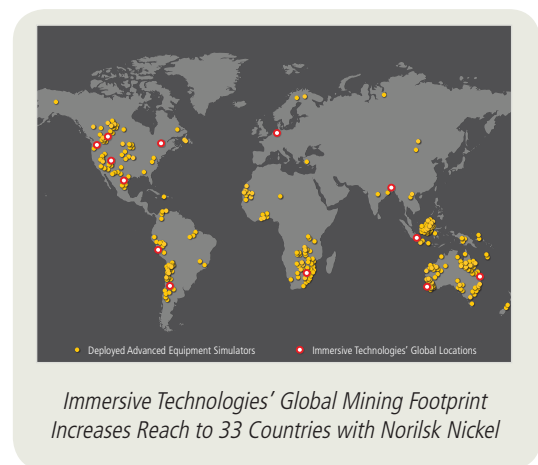 Deployed Advanced Equipment Simulators
Immersive Technologies’ Global Locations
Immersive Technologies’ Global Mining Footprint
Increases Reach to 33 Countries with Norilsk Nickel